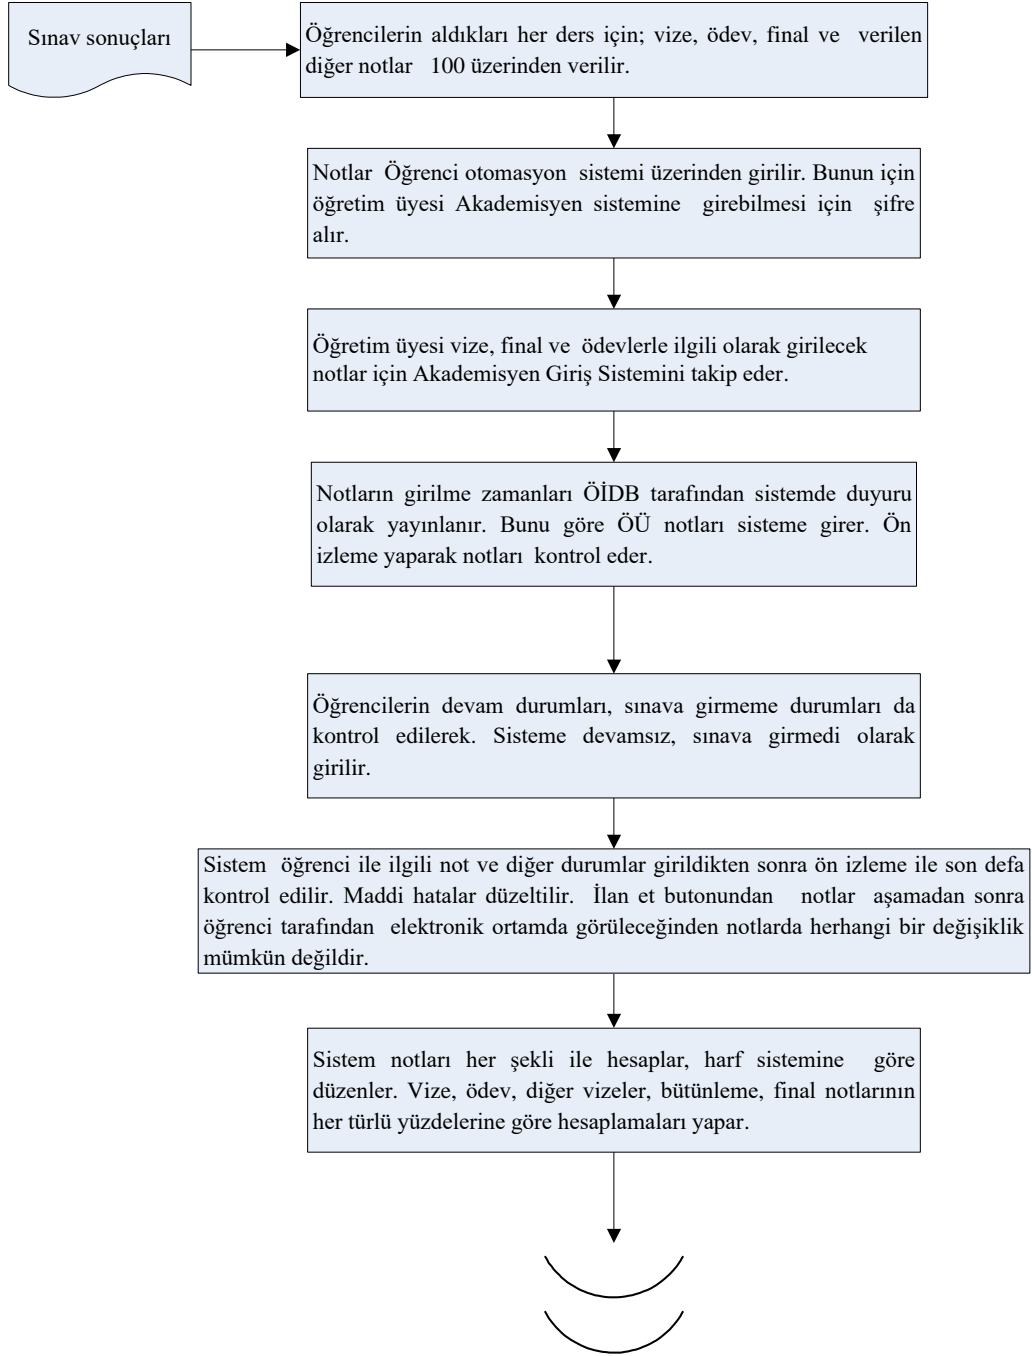 Sınav sonuçları
Öğrencilerin aldıkları her ders için; vize, ödev, final ve verilen
diğer notlar 100 üzerinden verilir.
Notlar Öğrenci otomasyon sistemi üzerinden girilir. Bunun için
öğretim üyesi Akademisyen sistemine girebilmesi için şifre
alır.
Öğretim üyesi vize, final ve ödevlerle ilgili olarak girilecek
notlar için Akademisyen Giriş Sistemini takip eder.
Notların girilme zamanları ÖİDB tarafından sistemde duyuru
olarak yayınlanır. Bunu göre ÖÜ notları sisteme girer. Ön
izleme yaparak notları kontrol eder.
Öğrencilerin devam durumları, sınava girmeme durumları da
kontrol edilerek. Sisteme devamsız, sınava girmedi olarak
girilir.
Sistem öğrenci ile ilgili not ve diğer durumlar girildikten sonra ön izleme ile son defa
kontrol edilir. Maddi hatalar düzeltilir. İlan et butonundan notlar aşamadan sonra
öğrenci tarafından elektronik ortamda görüleceğinden notlarda herhangi bir değişiklik
mümkün değildir.
Sistem notları her şekli ile hesaplar, harf sistemine göre
düzenler. Vize, ödev, diğer vizeler, bütünleme, final notlarının
her türlü yüzdelerine göre hesaplamaları yapar.